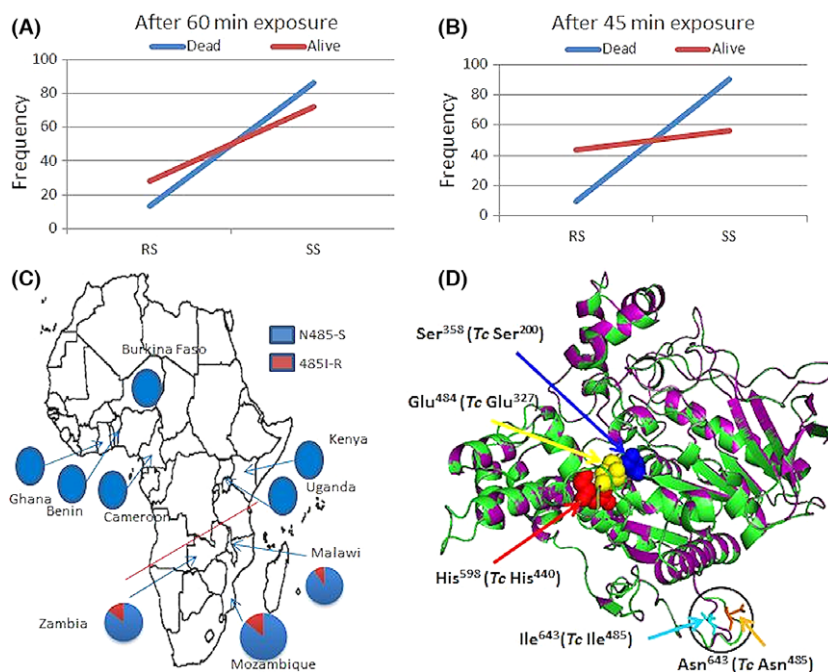 (A)
After 60 min exposure
Dead Alive
Frequency
100
80
60
40
20
0
RS SS
(B)
After 45 min exposure
Dead Alive
Frequency
100
80
60
40
20
0
RS SS
(C)
N485-S
485I-R
Burkina Faso
Kenya
Uganda
Ghana
Benin
Cameroon
Malawi
Zambia
Mozambique
(D)
Ser358 (Tc Ser200)
Glu484 (Tc Glu327)
His598 (Tc His440)
Ile643 (Tc Ile485)
Asn643 (Tc Asn485)